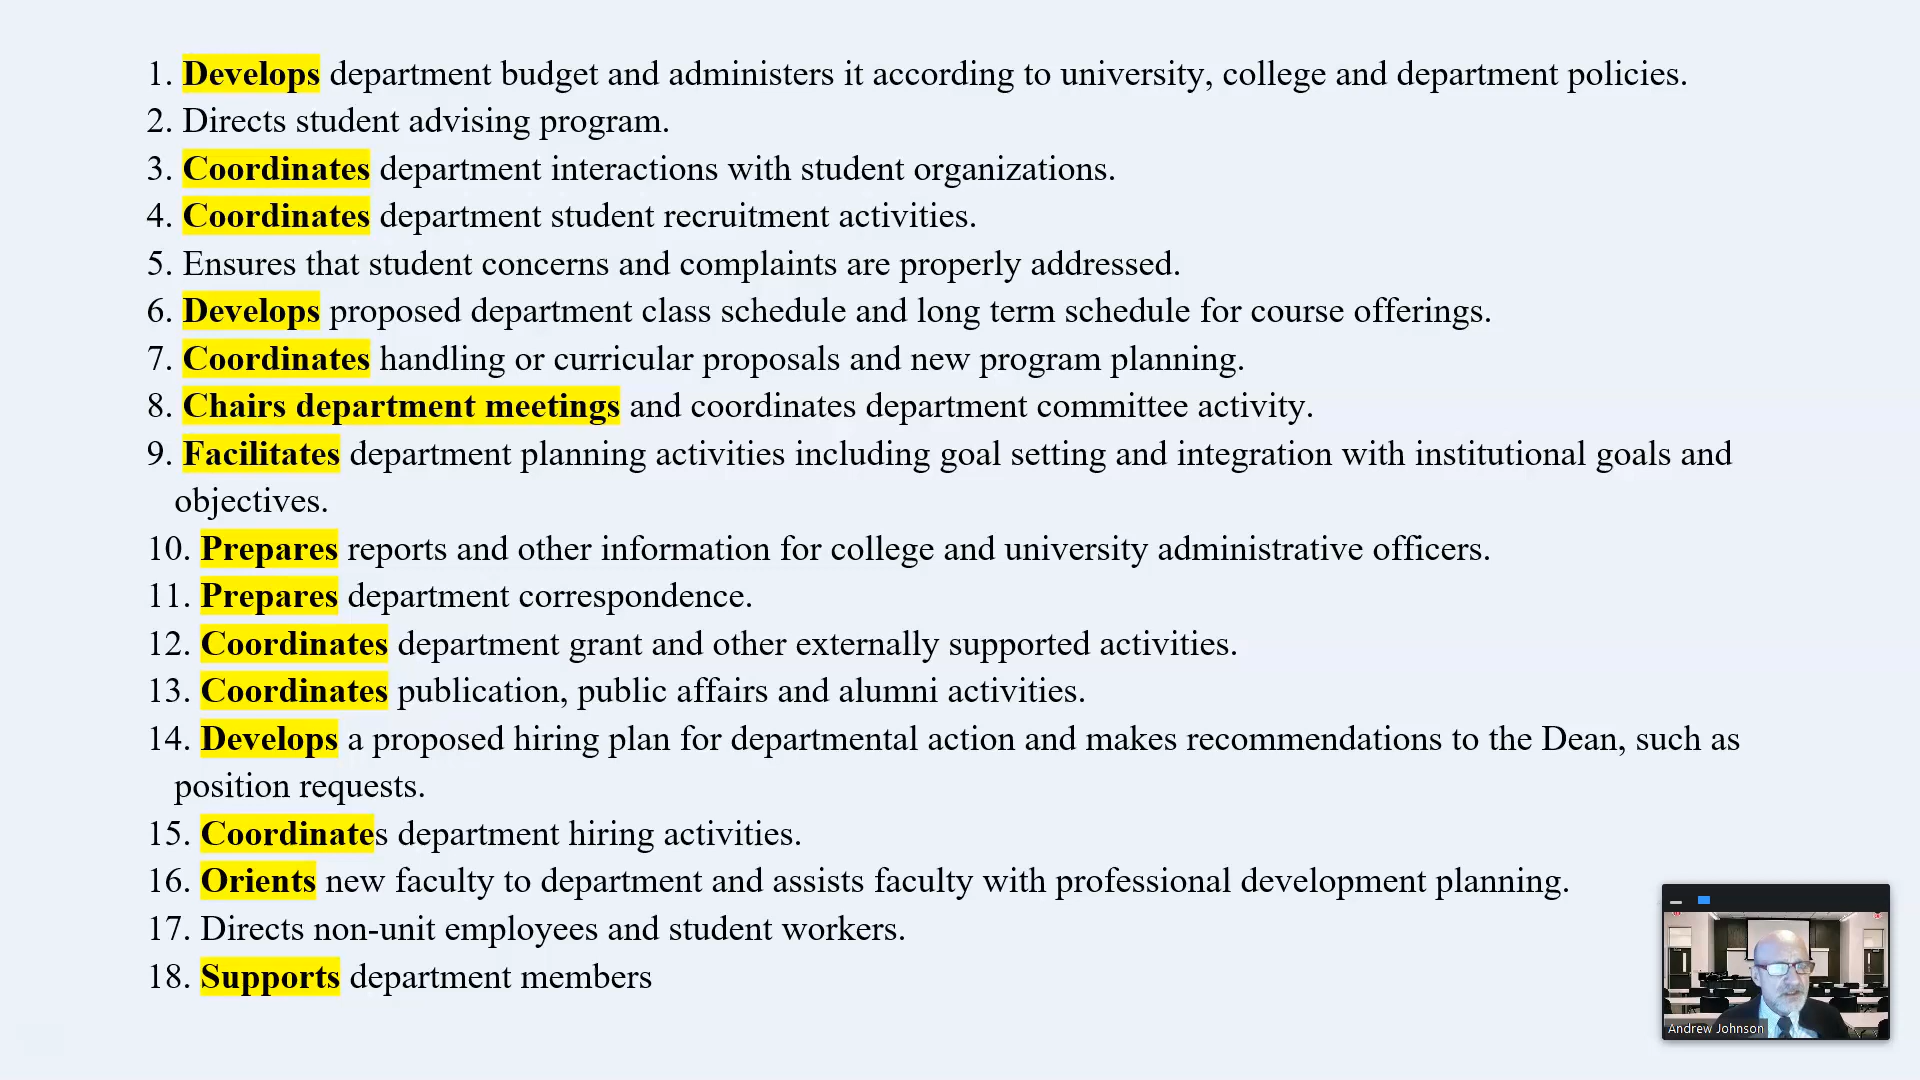 1. Develops department budget and administers it according to university, college and department policies.
2. Directs student advising program.
3. Coordinates department interactions with student organizations.
4. Coordinates department student recruitment activities.
5. Ensures that student concerns and complaints are properly addressed.
6. Develops proposed department class schedule and long term schedule for course offerings.
7. Coordinates handling or curricular proposals and new program planning.
8. Chairs department meetings and coordinates department committee activity.
9. Facilitates department planning activities including goal setting and integration with institutional goals and
objectives.
10. Prepares reports and other information for college and university administrative officers.
11. Prepares department correspondence.
12. Coordinates department grant and other externally supported activities.
13. Coordinates publication, public affairs and alumni activities.
14. Develops a proposed hiring plan for departmental action and makes recommendations to the Dean, such as
position requests.
15. Coordinates department hiring activities.
16. Orients new faculty to department and assists faculty with professional development planning.
17. Directs non-unit employees and student workers.
18. Supports department members
Andrew Johnson